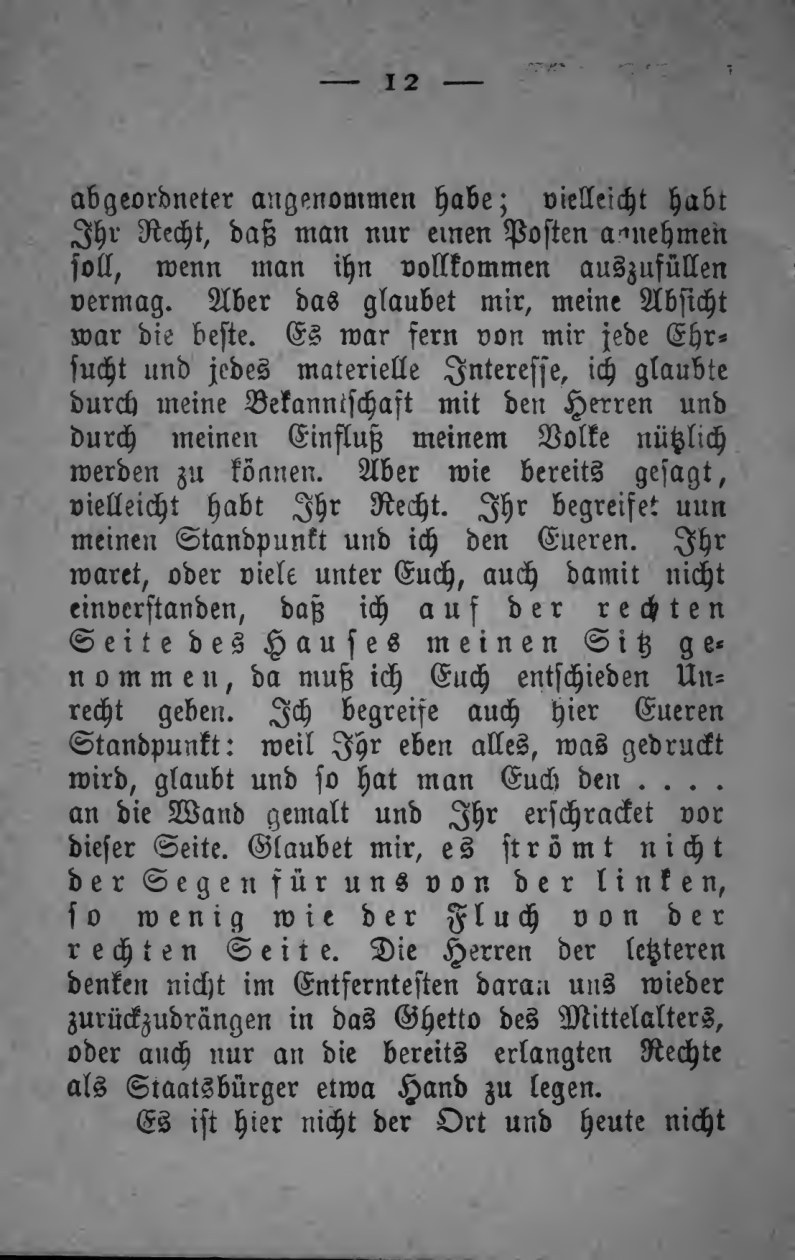 — 12 —
abgeordneter angenommen habe; vielleicht habt
Ihr Recht, daß man nur einen Posten annehmen
soll, wenn man ihn vollkommen auszufüllen
vermag. Aber das glaubet mir, meine Absicht
war die beste. Es war fern von mir jede Ehr-
sucht und jedes materielle Interesse, ich glaubte
durch meine Bekanntschaft mit den Herren und
durch meinen Einfluß meinem Volke nützlich
werden zu können. Aber wie bereits gesagt,
vielleicht habt Ihr Recht. Ihr begreifet nun
meinen Standpunkt und ich den Eueren. Ihr
waret, oder viele unter Euch, auch damit nicht
einverstanden, daß ich auf der rechten
Seite des Hauses meinen Sitz ge-
nommen, da muß ich Euch entschieden Un-
recht geben. Ich begreife auch hier Eueren
Standpunkt: weil Ihr eben alles, was gedruckt
wird, glaubt und so hat man Euch den . . . .
an die Wand gemalt und Ihr erschracket vor
dieser Seite. Glaubet mir, es strömt nicht
der Segen für uns von der linken,
so wenig wie der Fluch von der
rechten Seite. Die Herren der letzteren
denken nicht im Entferntesten daran uns wieder
zurückzudrängen in das Ghetto des Mittelalters,
oder auch nur an die bereits erlangten Rechte
als Staatsbürger etwa Hand zu legen.
Es ist hier nicht der Ort und heute nicht